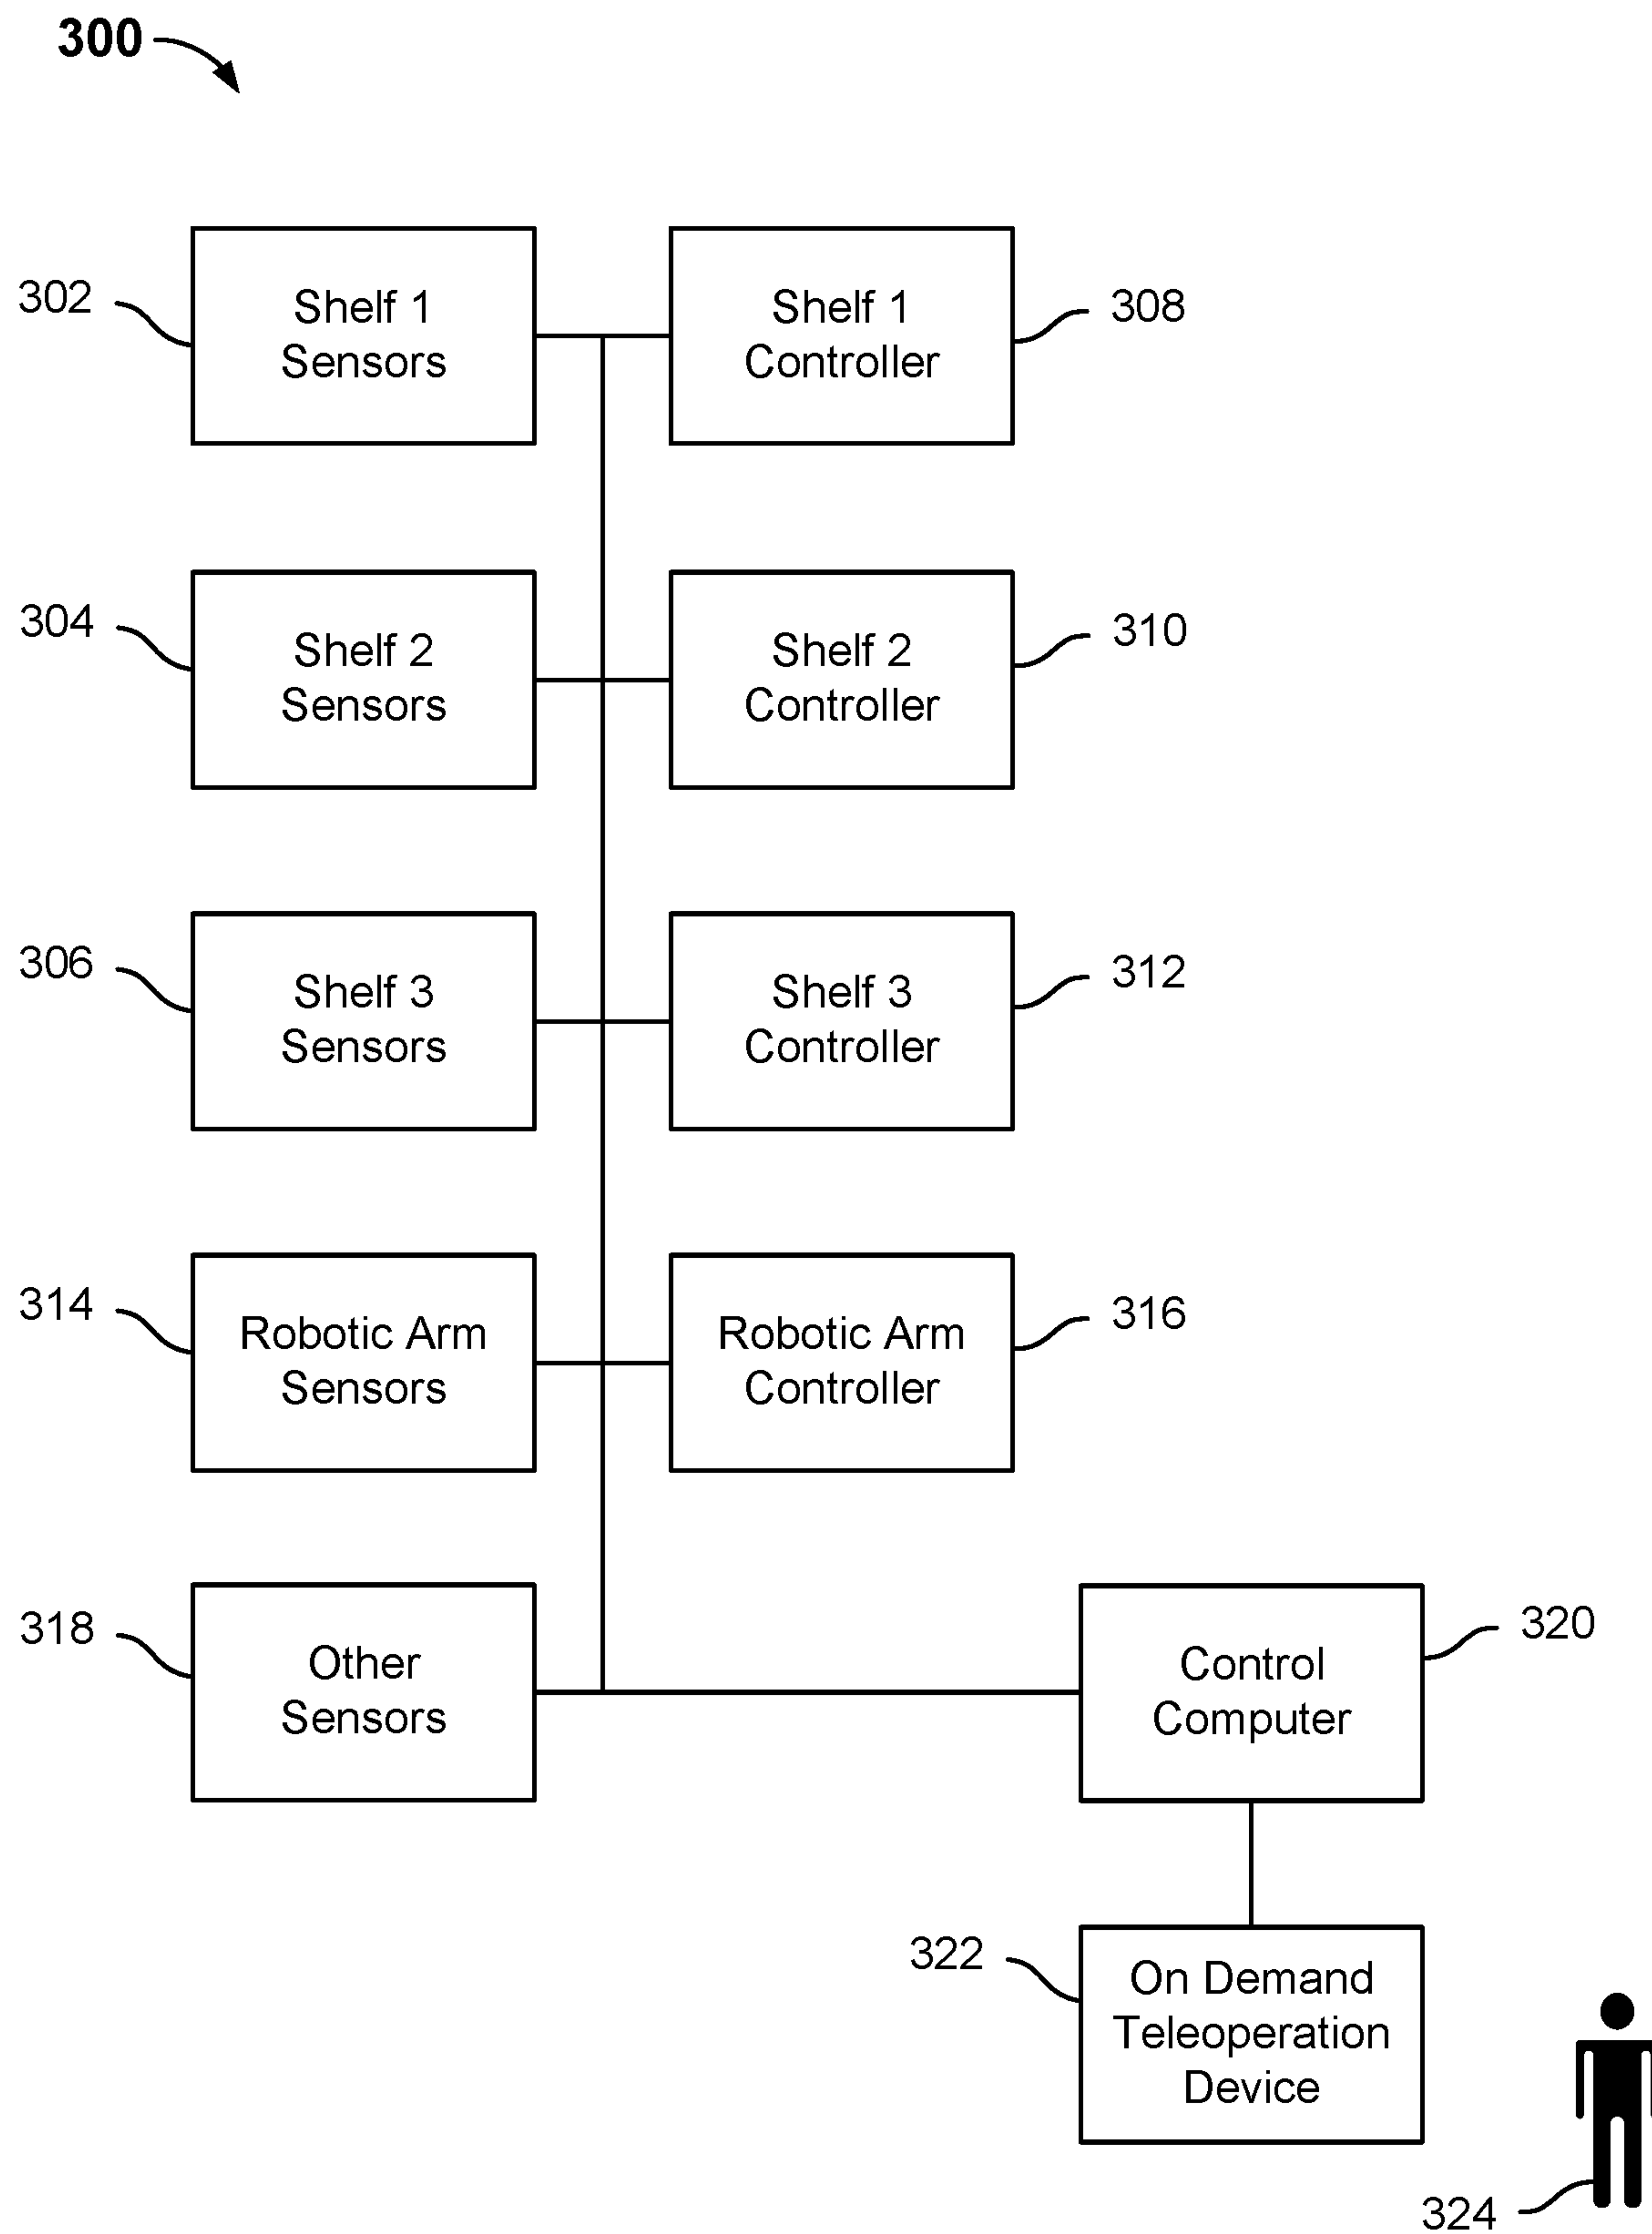 300
302
Shelf 1
Sensors
Shelf 1
Controller
308
304
Shelf 2
Sensors
Shelf 2
Controller
310
306
Shelf 3
Sensors
Shelf 3
Controller
312
314
Robotic Arm
Sensors
Robotic Arm
Controller
316
318
Other
Sensors
Control
Computer
320
322
On Demand
Teleoperation
Device
324